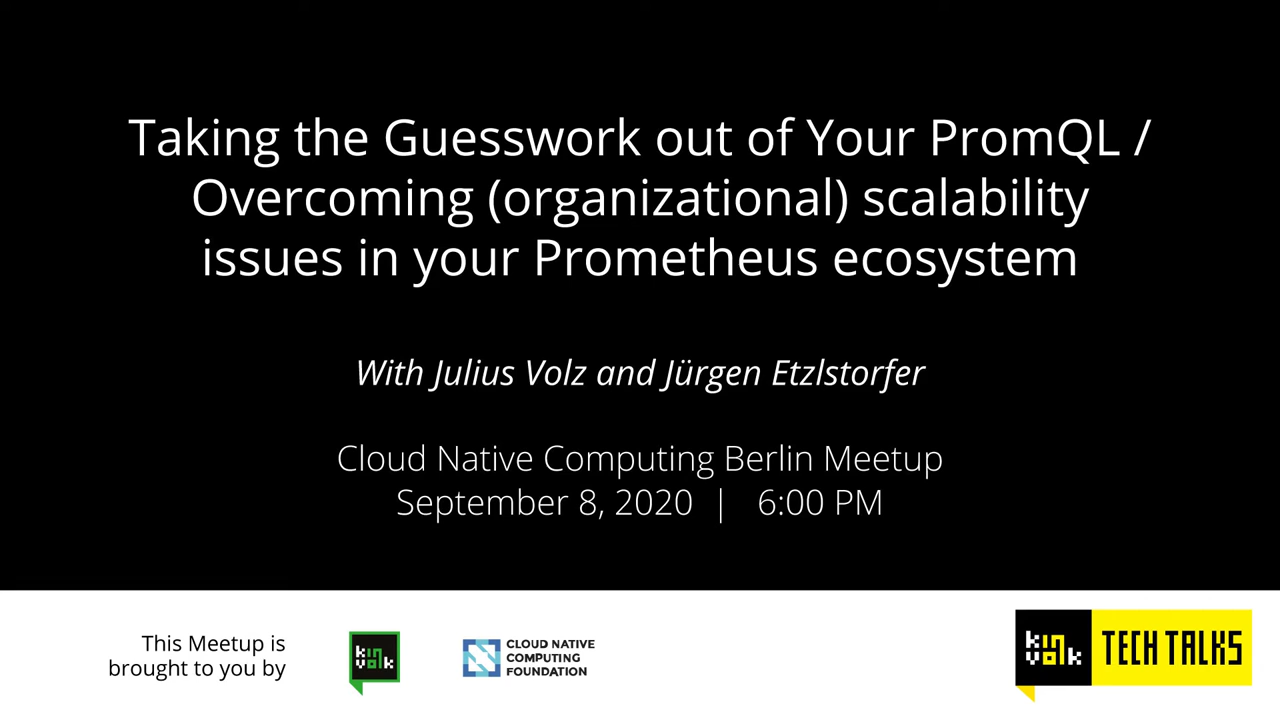 Taking the Guesswork out of Your PromQL /
Overcoming (organizational) scalability
issues in your Prometheus ecosystem
With Julius Volz and Jürgen Etzlstorfer
Cloud Native Computing Berlin Meetup
September 8, 2020 | 6:00 PM
This Meetup is
brought to you by
kin
volk
CLOUD NATIVE
COMPUTING
FOUNDATION
kin
volk
TECH TALKS